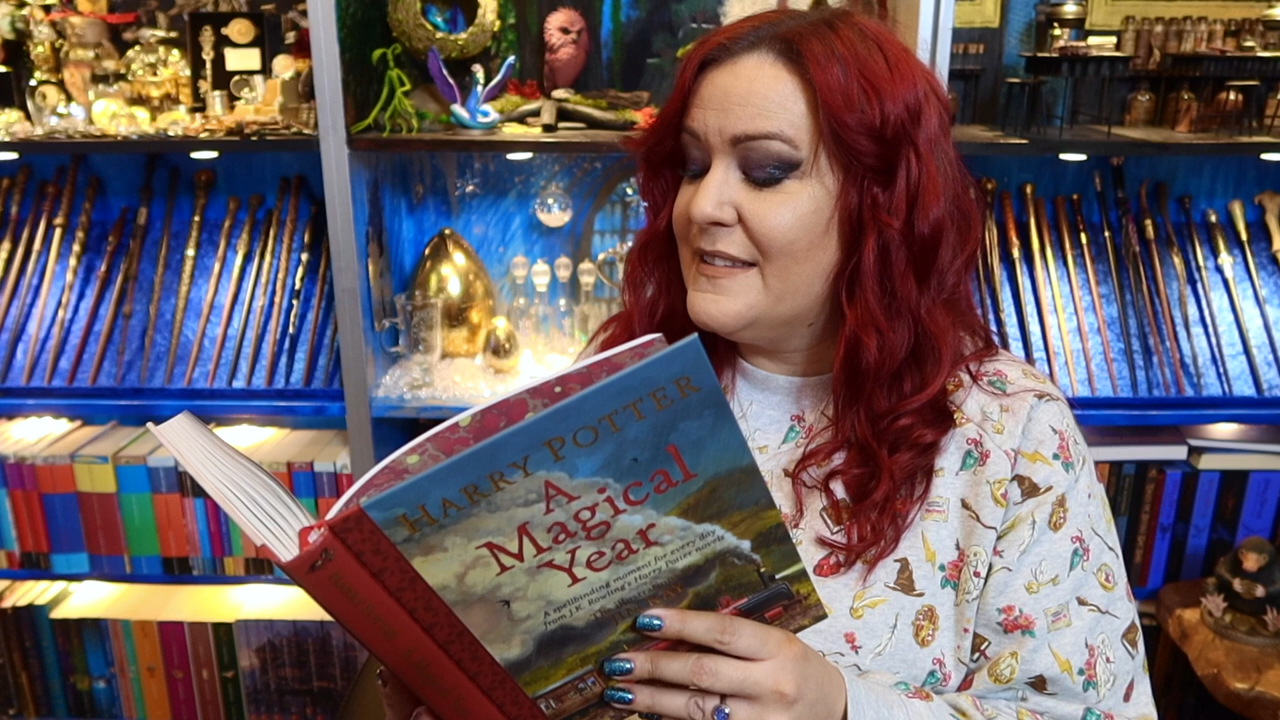 HARRY POTTER
A
Magical
Year
A spellbinding moment for every day
from J.K. Rowling's Harry Potter novels